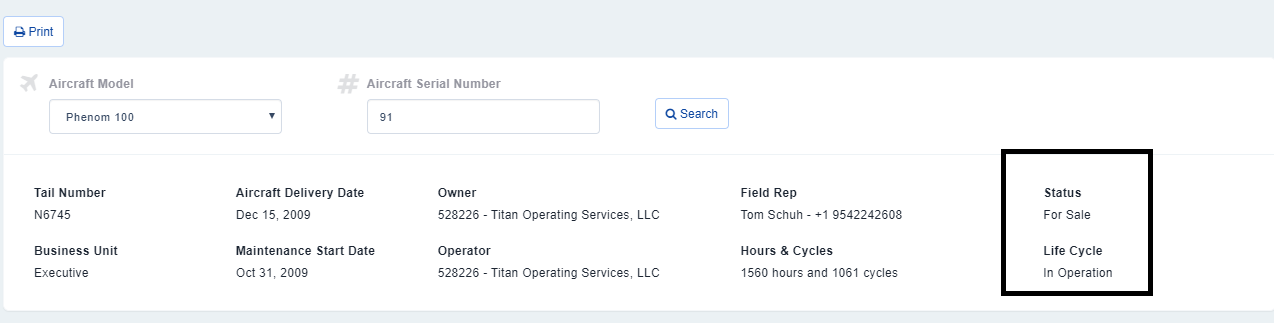 Print
Aircraft Model
Aircraft Serial Number
Phenom 100
91
Search
Tail Number
Aircraft Delivery Date
Owner
Field Rep
Status
N6745
Dec 15, 2009
528226 - Titan Operating Services, LLC
Tom Schuh - +1 9542242608
For Sale
Business Unit
Maintenance Start Date
Operator
Hours & Cycles
Life Cycle
Executive
Oct 31, 2009
528226 - Titan Operating Services, LLC
1560 hours and 1061 cycles
In Operation